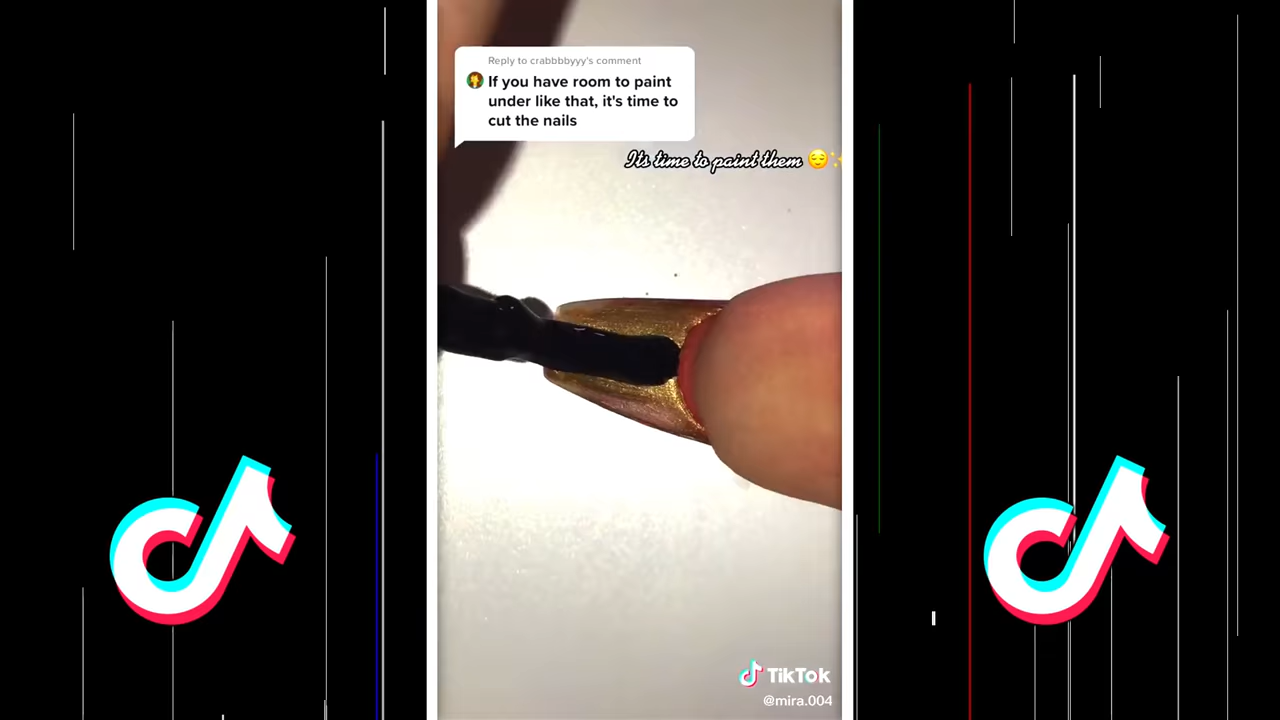 Reply to crabbbbyyy's comment
If you have room to paint
under like that, it's time to
cut the nails
Its time to paint them 😌✨
TikTok
@mira.004